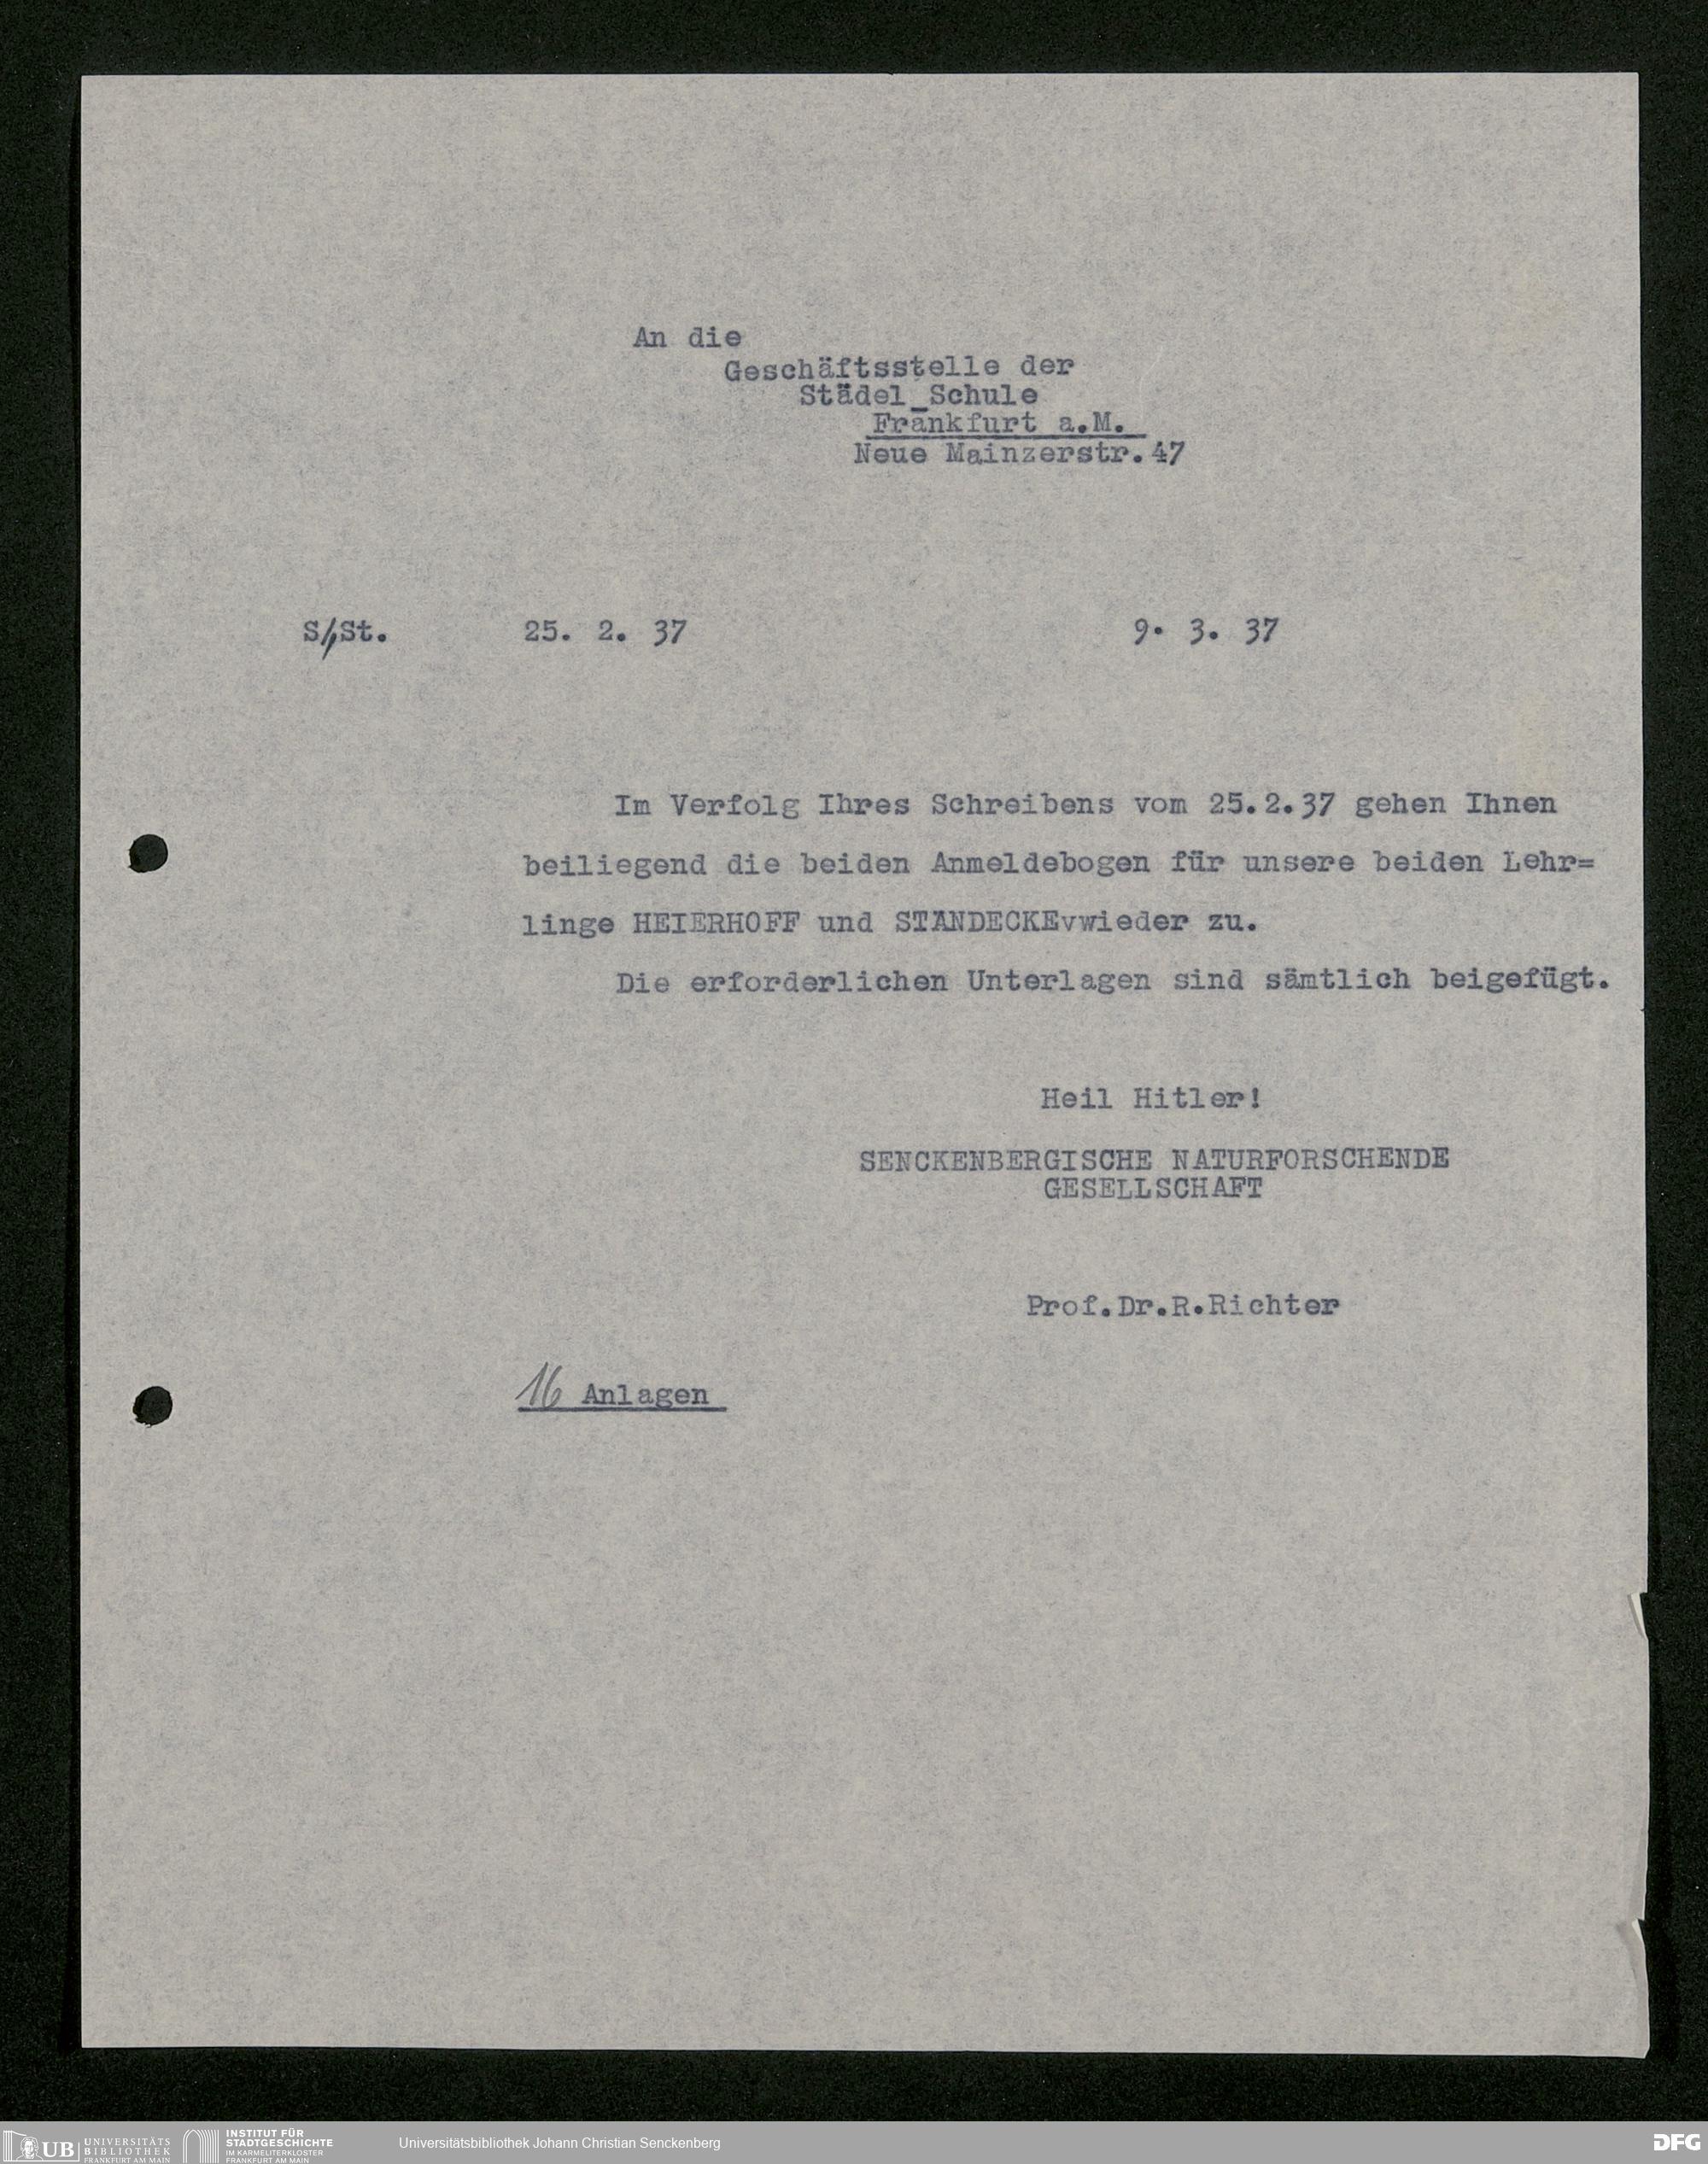 An die
Geschäftsstelle der
Städel_Schule
Frankfurt a.M.
Neue Mainzerstr.47
S/St. 25. 2. 37 9. 3. 37
Im Verfolg Ihres Schreibens vom 25.2.37 gehen Ihnen
beiliegend die beiden Anmeldebogen für unsere beiden Lehr=
linge HEIERHOFF und STANDECKEvwieder zu.
Die erforderlichen Unterlagen sind sämtlich beigefügt.
Heil Hitler!
SENCKENBERGISCHE NATURFORSCHENDE
GESELLSCHAFT
Prof.Dr.R.Richter
16 Anlagen
UB UNIVERSITÄTS
BIBLIOTHEK
FRANKFURT AM MAIN
INSTITUT FÜR
STADTGESCHICHTE
IM KARMELITERKLOSTER
FRANKFURT AM MAIN
Universitätsbibliothek Johann Christian Senckenberg
DFG